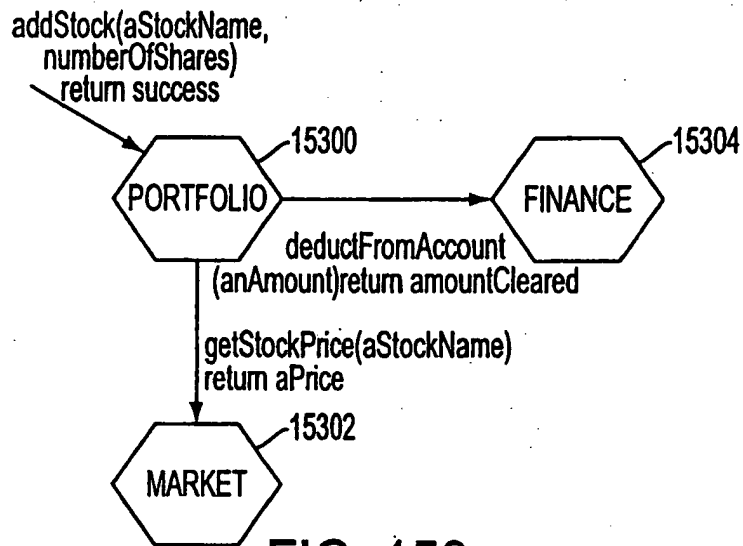 addStock(aStockName,
numberOfShares)
return success
15300
15304
PORTFOLIO
FINANCE
deductFromAccount
(anAmount)return amountCleared
getStockPrice(aStockName)
return aPrice
15302
MARKET